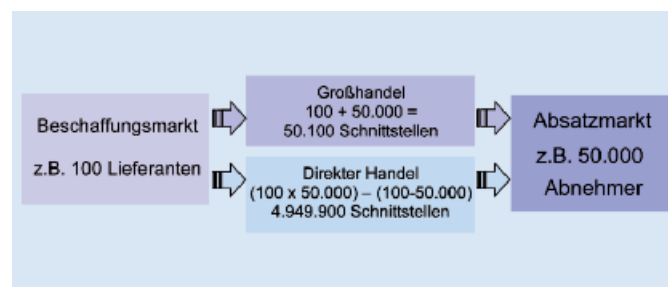 Beschaffungsmarkt
z.B. 100 Lieferanten
Großhandel
100 + 50.000 =
50.100 Schnittstellen
Direkter Handel
(100 x 50.000) – (100-50.000)
4.949.900 Schnittstellen
Absatzmarkt
z.B. 50.000
Abnehmer